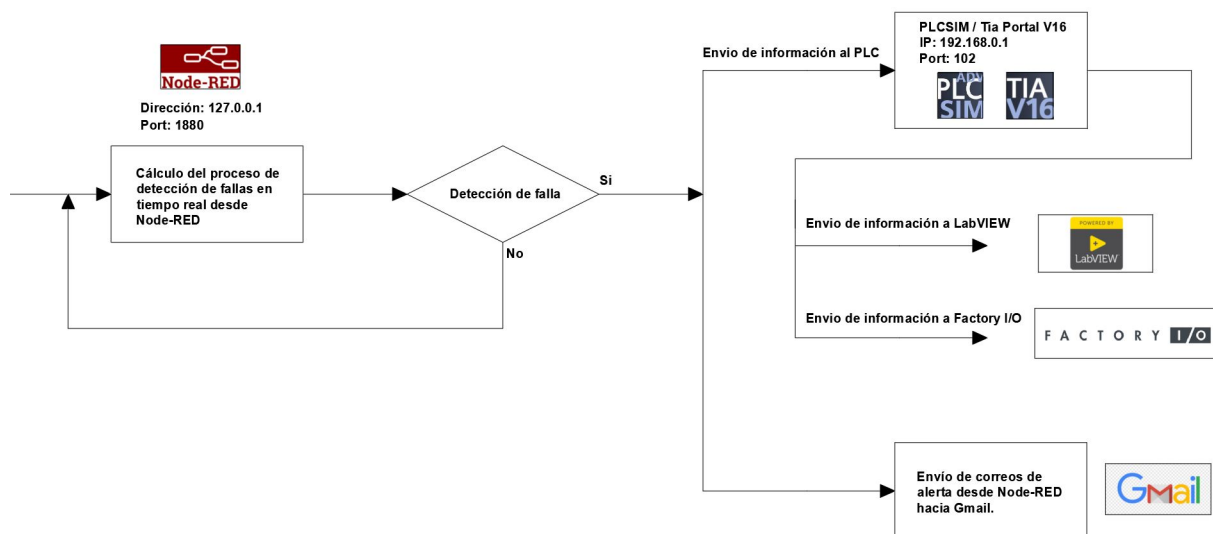 Node-RED
Dirección: 127.0.0.1
Port: 1880
Cálculo del proceso de
detección de fallas en
tiempo real desde
Node-RED
Detección de falla
Si
No
Envio de información al PLC
PLCSIM / Tia Portal V16
IP: 192.168.0.1
Port: 102
ADV
PLC
SIM
TIA
V16
Envio de información a LabVIEW
POWERED BY
LabVIEW
Envio de información a Factory I/O
FACTORY I/O
Envío de correos de
alerta desde Node-RED
hacia Gmail.
Gmail